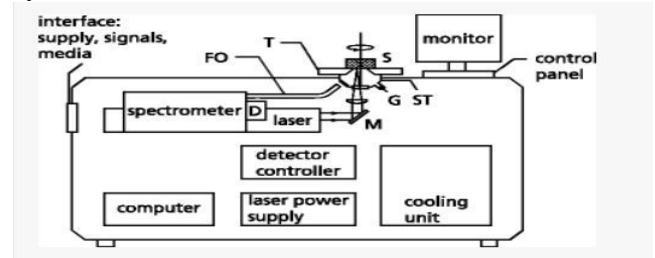 interface:
supply, signals,
media
FO
T
S
monitor
control
panel
G ST
spectrometer
D
laser
M
detector
controller
computer
laser power
supply
cooling
unit